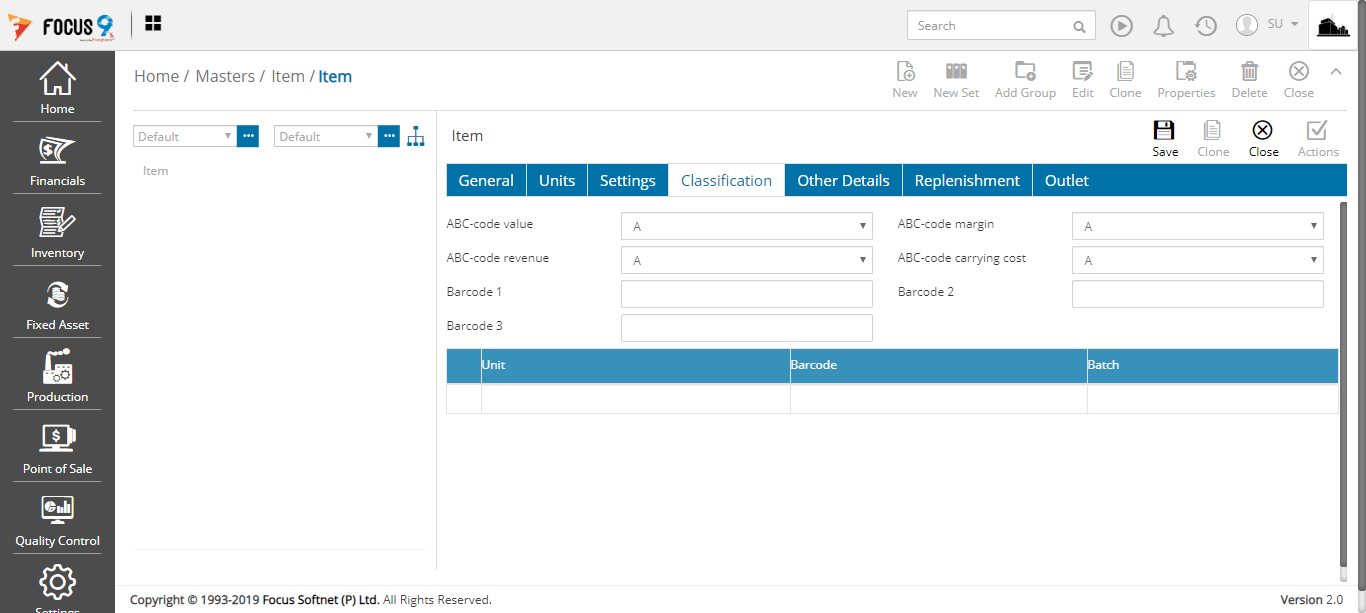 FOCUS 9
Search
SU
Home
Financials
Inventory
Fixed Asset
Production
Point of Sale
Quality Control
Settings
Home / Masters / Item / Item
New
New Set
Add Group
Edit
Clone
Properties
Delete
Close
Default
Default
Item
Item
Save
Clone
Close
Actions
General
Units
Settings
Classification
Other Details
Replenishment
Outlet
ABC-code value
A
ABC-code margin
A
ABC-code revenue
A
ABC-code carrying cost
A
Barcode 1
Barcode 2
Barcode 3
Unit
Barcode
Batch
Copyright © 1993-2019 Focus Softnet (P) Ltd. All Rights Reserved.
Version 2.0